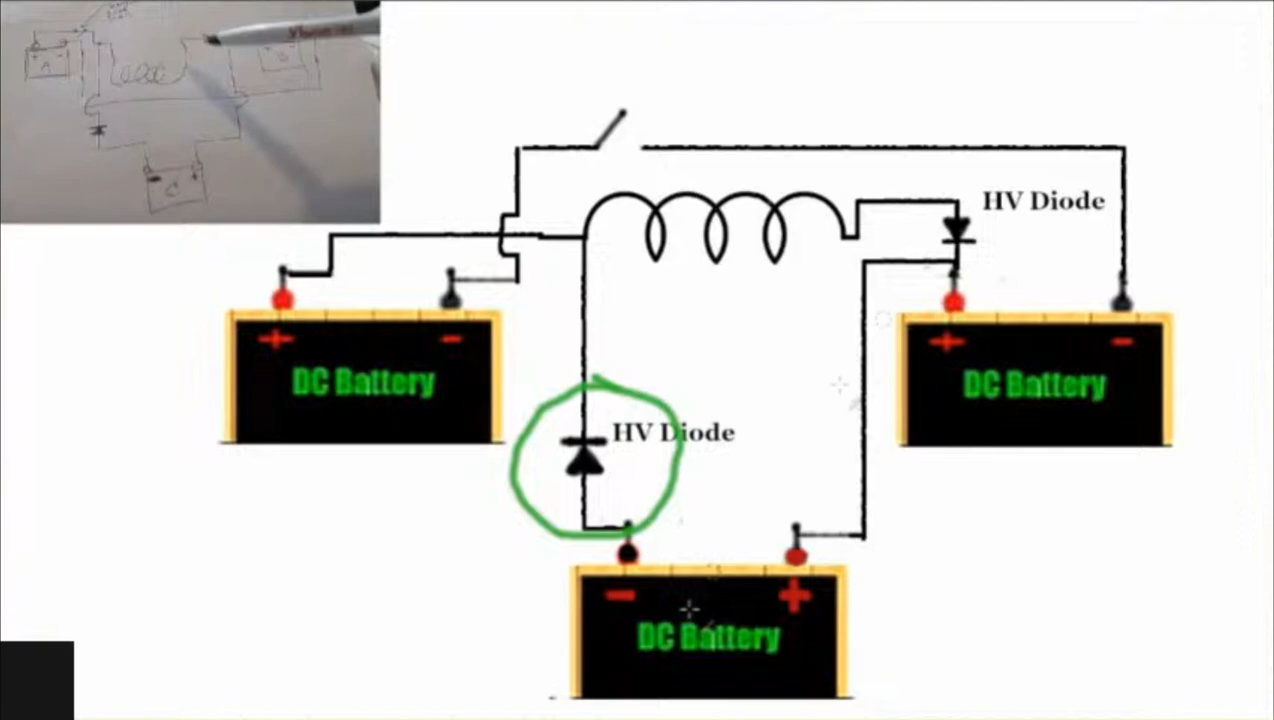 HV Diode
+ -
DC Battery
+ -
DC Battery
HV Diode
- +
DC Battery
A
C